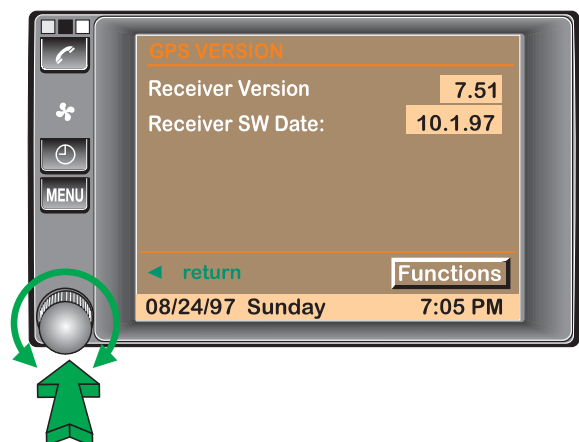 GPS VERSION
Receiver Version 7.51
Receiver SW Date: 10.1.97
MENU
◄ return Functions
08/24/97 Sunday 7:05 PM